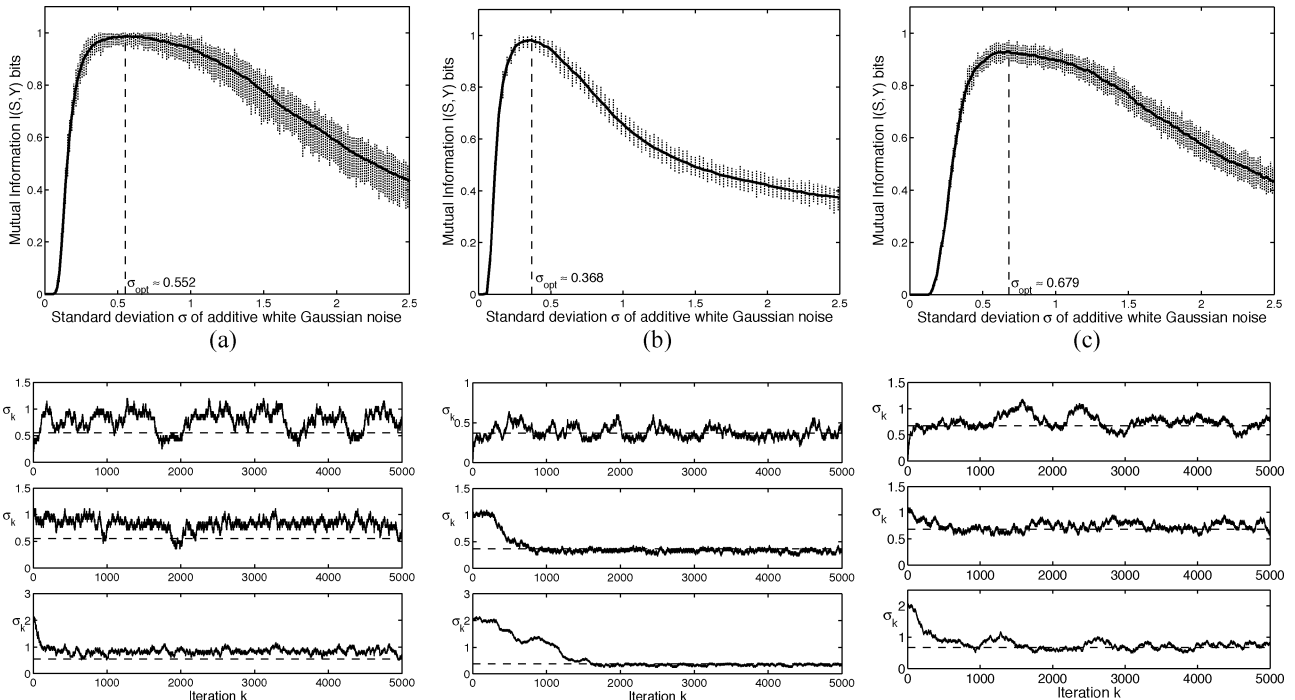 Mutual Information I(S, Y) bits
1
0.8
0.6
0.4
0.2
0
σopt ≈ 0.552
0 0.5 1 1.5 2 2.5
Standard deviation σ of additive white Gaussian noise
(a)
Mutual Information I(S, Y) bits
1
0.8
0.6
0.4
0.2
0
σopt ≈ 0.368
0 0.5 1 1.5 2 2.5
Standard deviation σ of additive white Gaussian noise
(b)
Mutual Information I(S, Y) bits
1
0.8
0.6
0.4
0.2
0
σopt ≈ 0.679
0 0.5 1 1.5 2 2.5
Standard deviation σ of additive white Gaussian noise
(c)
σk
1.5
1
0.5
0
0 1000 2000 3000 4000 5000
σk
1.5
1
0.5
0
0 1000 2000 3000 4000 5000
σk
3
2
1
0
0 1000 2000 3000 4000 5000
Iteration k
σk
1
0.5
0
0 1000 2000 3000 4000 5000
σk
1.5
1
0.5
0
0 1000 2000 3000 4000 5000
σk
3
2
1
0
0 1000 2000 3000 4000 5000
Iteration k
σk
1.5
1
0.5
0
0 1000 2000 3000 4000 5000
σk
1.5
1
0.5
0
0 1000 2000 3000 4000 5000
σk
2
1
0
0 1000 2000 3000 4000 5000
Iteration k